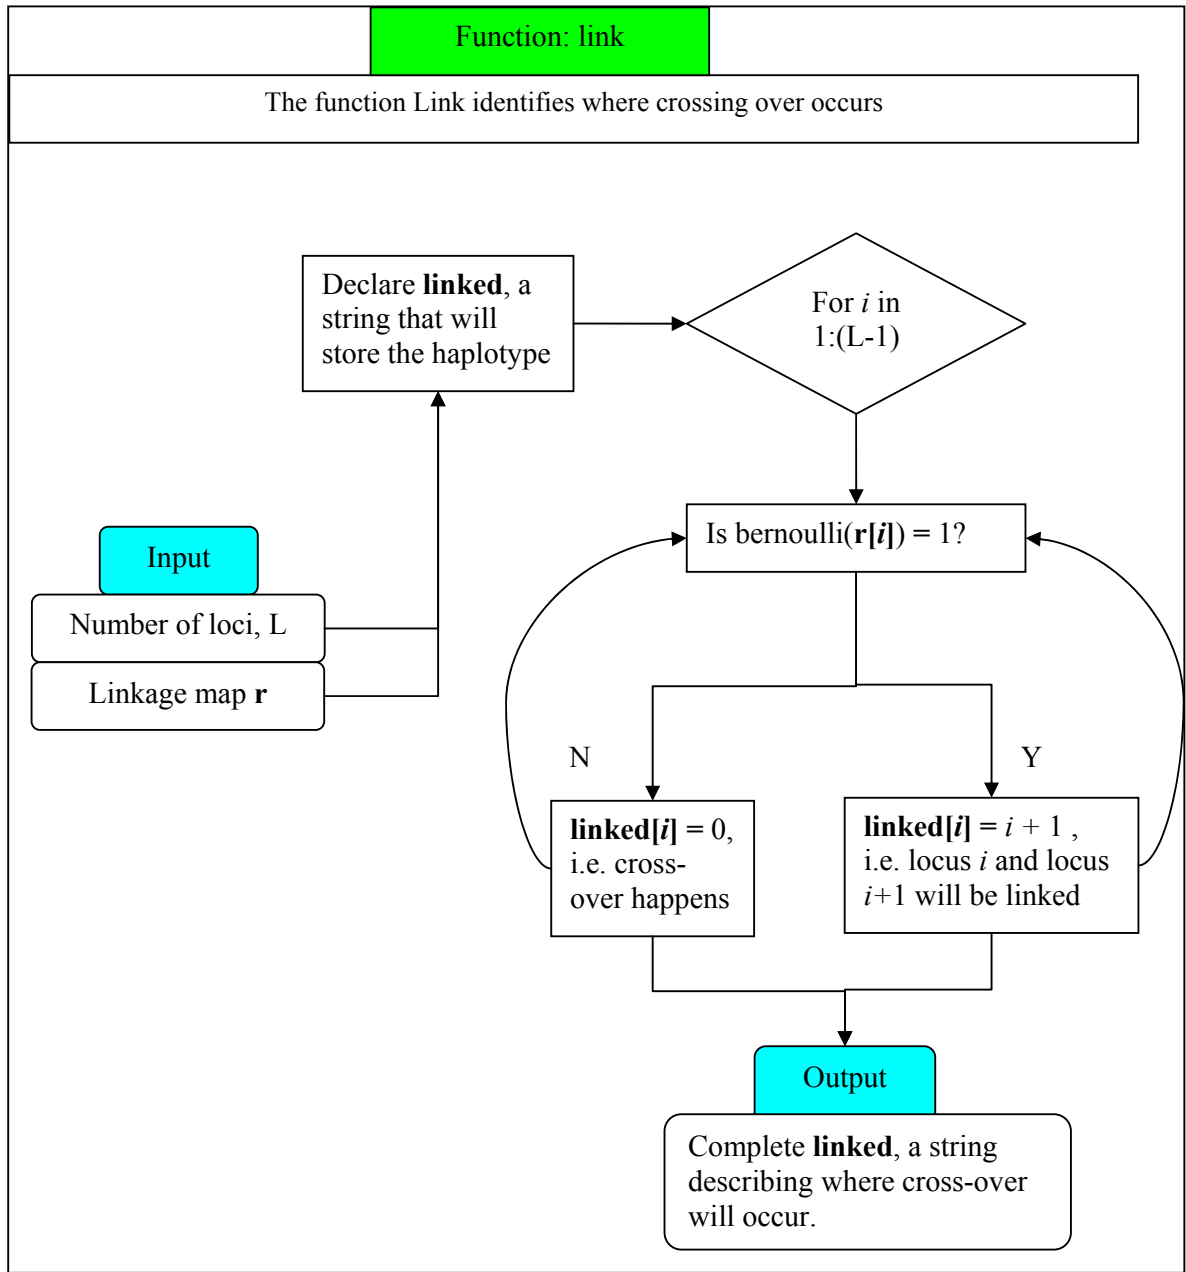 Function: link
The function Link identifies where crossing over occurs
Declare linked, a
string that will
store the haplotype
For i in
1:(L-1)
Input
Number of loci, L
Linkage map r
Is bernoulli(r[i]) = 1?
N
Y
linked[i] = 0,
i.e. cross-
over happens
linked[i] = i + 1 ,
i.e. locus i and locus
i+1 will be linked
Output
Complete linked, a string
describing where cross-over
will occur.